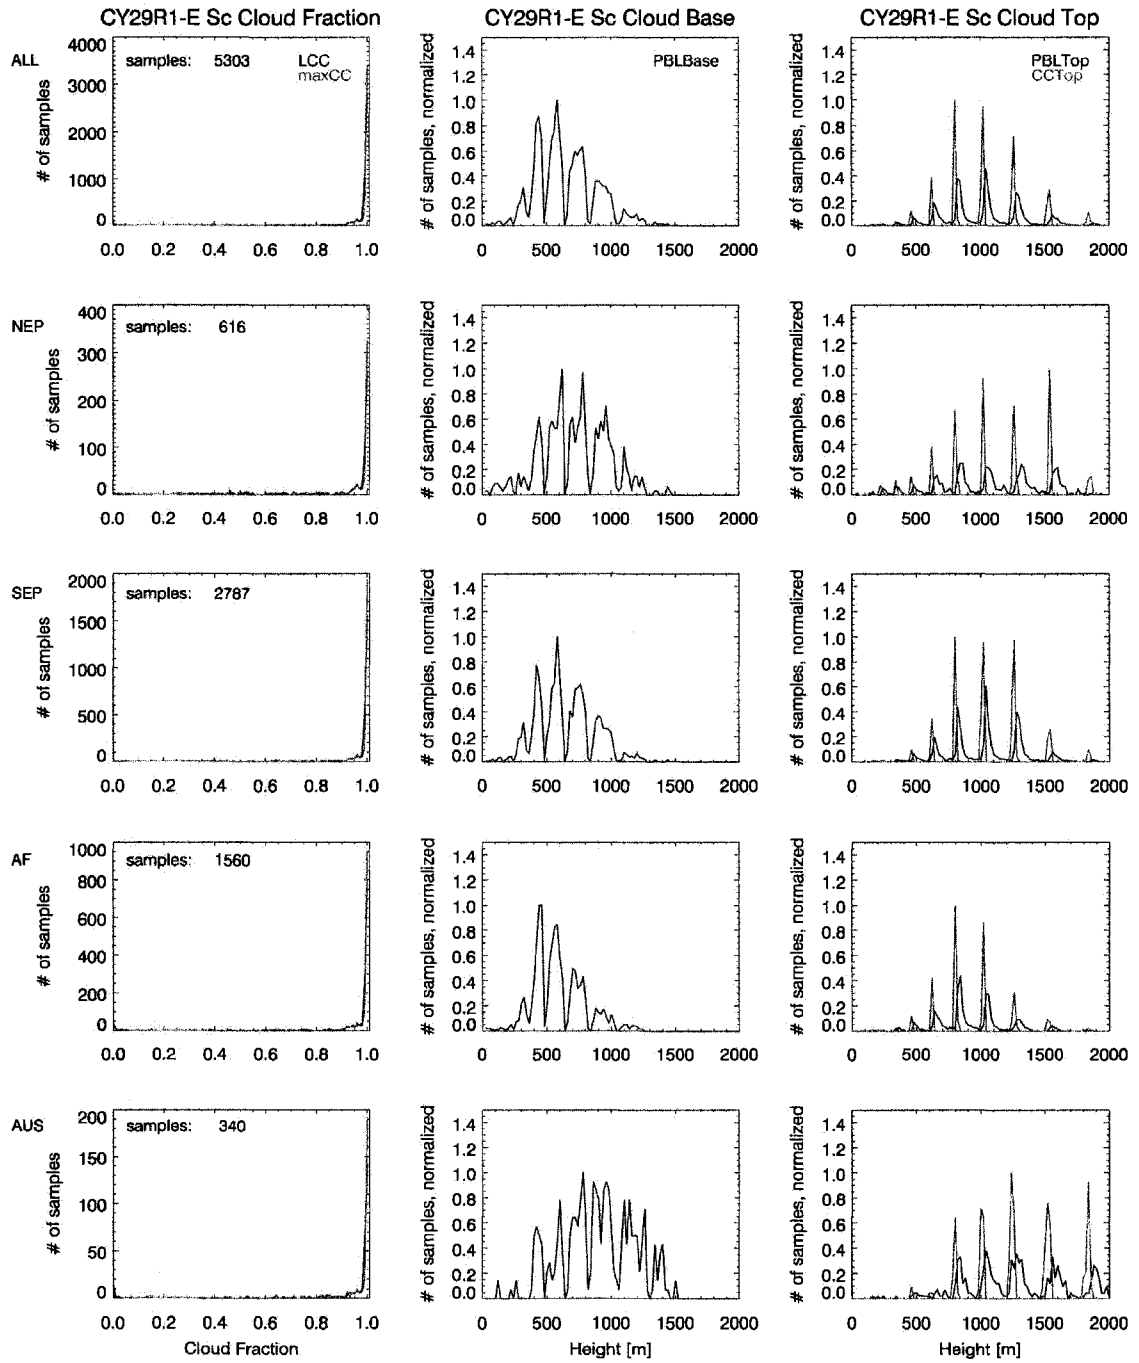 CY29R1-E Sc Cloud Fraction
CY29R1-E Sc Cloud Base
CY29R1-E Sc Cloud Top
ALL
# of samples
4000
3000
2000
1000
0
samples: 5303
LCC
maxCC
0.0 0.2 0.4 0.6 0.8 1.0
# of samples, normalized
1.4
1.2
1.0
0.8
0.6
0.4
0.2
0.0
PBLBase
0 500 1000 1500 2000
# of samples, normalized
1.4
1.2
1.0
0.8
0.6
0.4
0.2
0.0
PBLTop
CCTop
0 500 1000 1500 2000
NEP
# of samples
400
300
200
100
0
samples: 616
0.0 0.2 0.4 0.6 0.8 1.0
# of samples, normalized
1.4
1.2
1.0
0.8
0.6
0.4
0.2
0.0
0 500 1000 1500 2000
# of samples, normalized
1.4
1.2
1.0
0.8
0.6
0.4
0.2
0.0
0 500 1000 1500 2000
SEP
# of samples
2000
1500
1000
500
0
samples: 2787
0.0 0.2 0.4 0.6 0.8 1.0
# of samples, normalized
1.4
1.2
1.0
0.8
0.6
0.4
0.2
0.0
0 500 1000 1500 2000
# of samples, normalized
1.4
1.2
1.0
0.8
0.6
0.4
0.2
0.0
0 500 1000 1500 2000
AF
# of samples
1000
800
600
400
200
0
samples: 1560
0.0 0.2 0.4 0.6 0.8 1.0
# of samples, normalized
1.4
1.2
1.0
0.8
0.6
0.4
0.2
0.0
0 500 1000 1500 2000
# of samples, normalized
1.4
1.2
1.0
0.8
0.6
0.4
0.2
0.0
0 500 1000 1500 2000
AUS
# of samples
200
150
100
50
0
samples: 340
0.0 0.2 0.4 0.6 0.8 1.0
Cloud Fraction
# of samples, normalized
1.4
1.2
1.0
0.8
0.6
0.4
0.2
0.0
0 500 1000 1500 2000
Height [m]
# of samples, normalized
1.4
1.2
1.0
0.8
0.6
0.4
0.2
0.0
0 500 1000 1500 2000
Height [m]